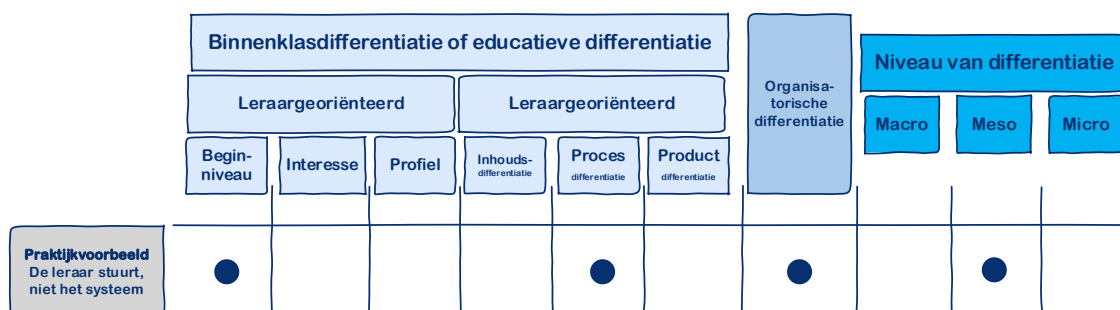 Binnenklasdifferentiatie of educatieve differentiatie
Organisa-
torische
differentiatie
Niveau van differentiatie
Leraargeoriënteerd
Leraargeoriënteerd
Macro
Meso
Micro
Begin-
niveau
Interesse
Profiel
Inhouds-
differentiatie
Proces
differentiatie
Product
differentiatie
Praktijkvoorbeeld
De leraar stuurt,
niet het systeem